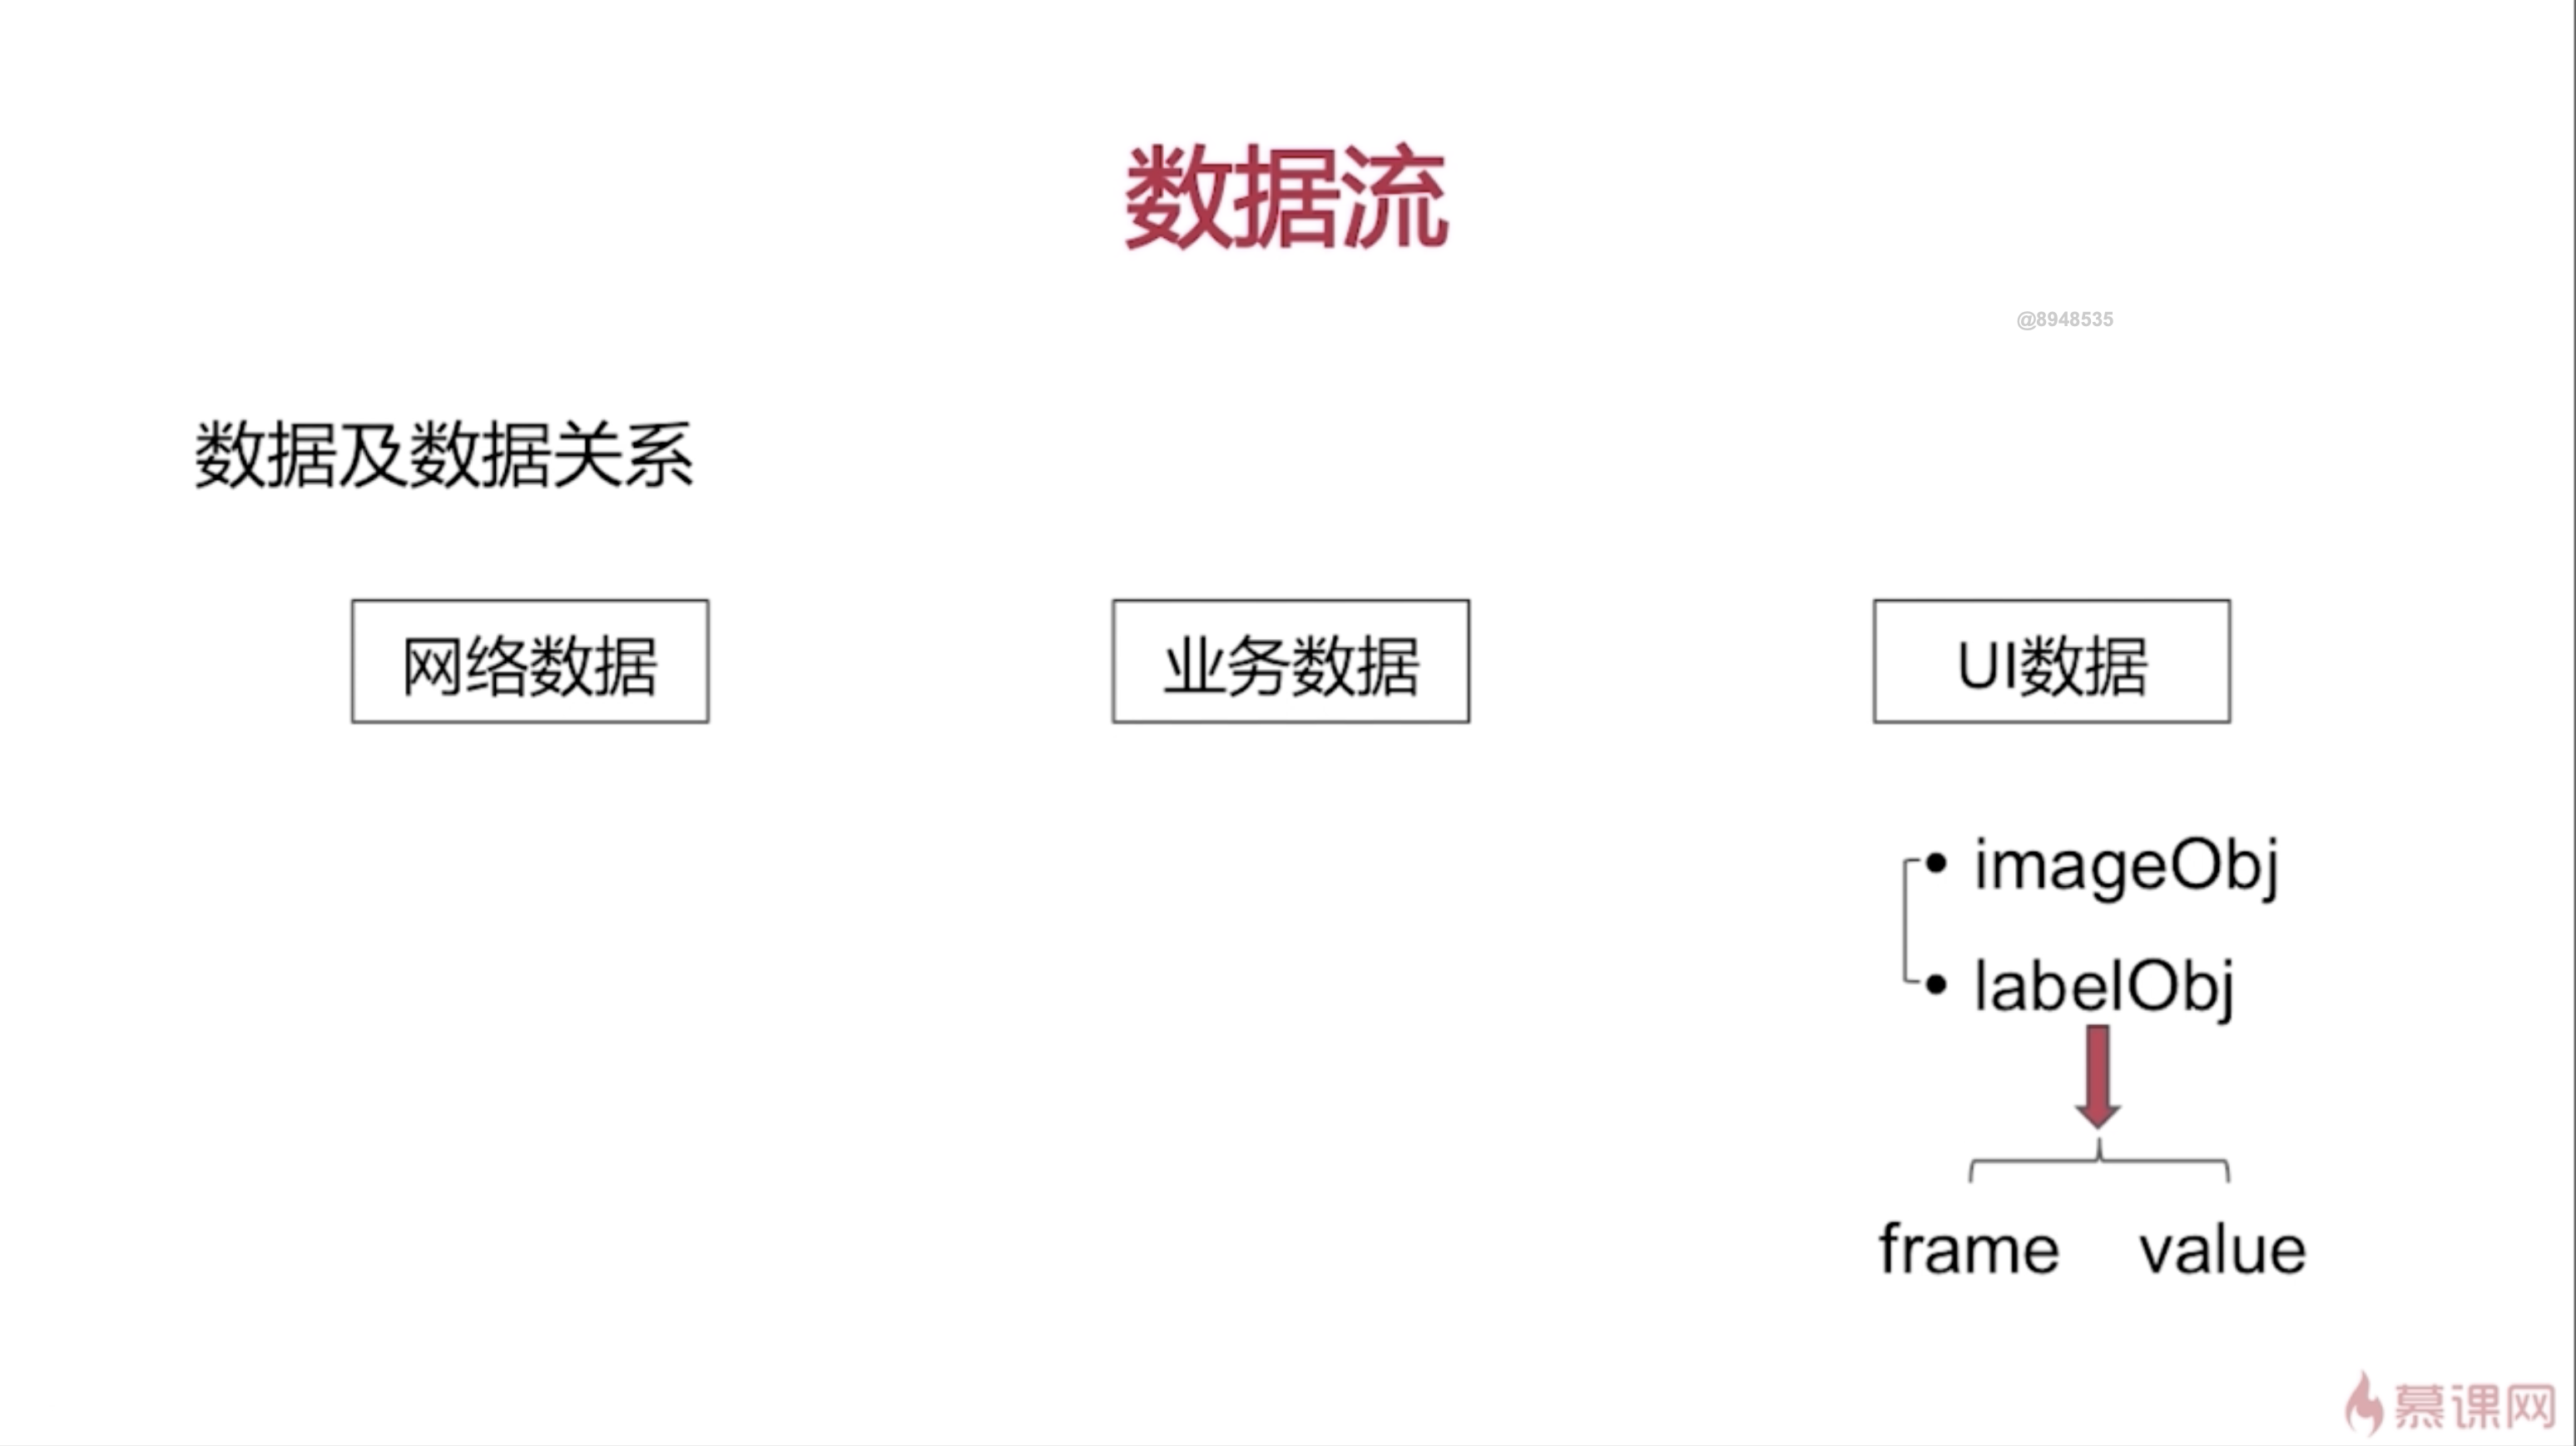 数据流
@8948535
数据及数据关系
网络数据
业务数据
UI数据
• imageObj
• labelObj
frame value
慕课网